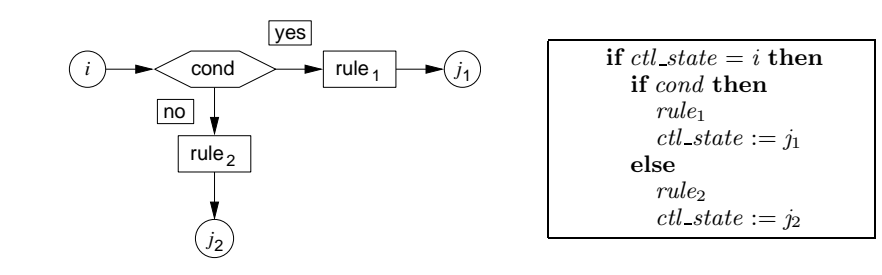 yes
i cond rule₁ j₁
no
rule₂
j₂
if ctl_state = i then
if cond then
rule₁
ctl_state := j₁
else
rule₂
ctl_state := j₂